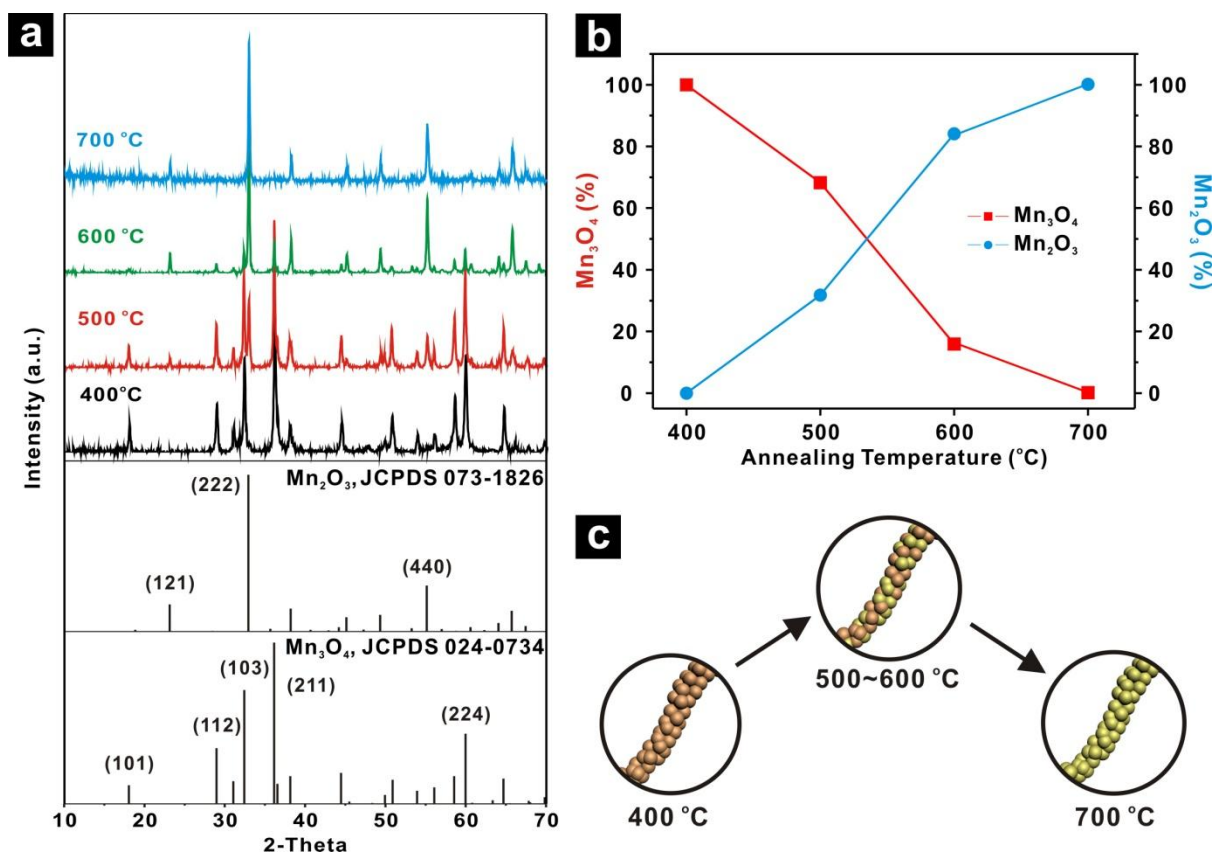 a
700 °C
600 °C
500 °C
400°C
Intensity (a.u.)
Mn₂O₃, JCPDS 073-1826
(222)
(121)
(440)
Mn₃O₄, JCPDS 024-0734
(103)
(211)
(112)
(224)
(101)
10 20 30 40 50 60 70
2-Theta
b
100 100
80 80
60 60
40 40
20 20
0 0
Mn₃O₄ (%)
Mn₂O₃ (%)
Mn₃O₄
Mn₂O₃
400 500 600 700
Annealing Temperature (°C)
c
500~600 °C
400 °C
700 °C